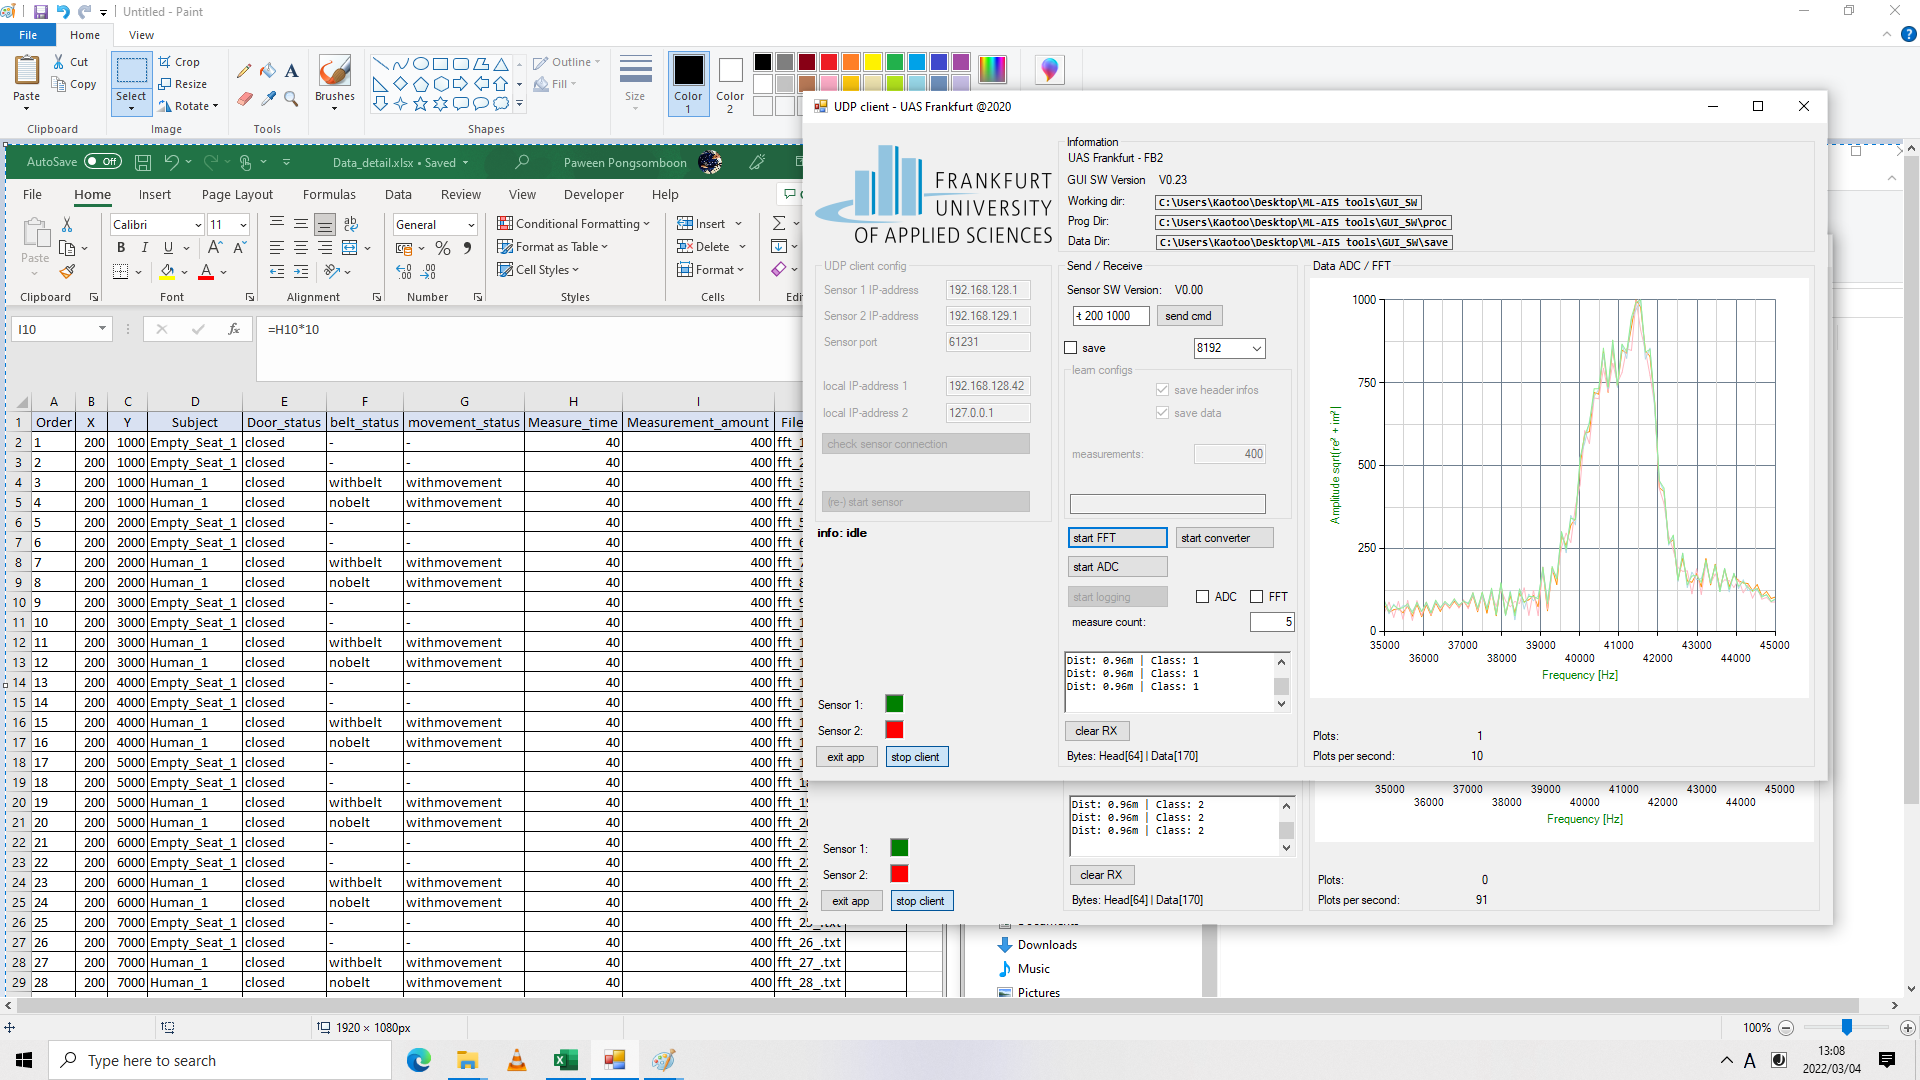 Untitled - Paint
File Home View
Paste Cut Copy Clipboard
Select Crop Resize Rotate Image
Tools
Brushes
Shapes
Outline Fill
Size
Color 1 Color 2
AutoSave Off Data_detail.xlsx • Saved Paween Pongsomboon
File Home Insert Page Layout Formulas Data Review View Developer Help
Paste Clipboard
Calibri 11 Font
Alignment
General Number
Conditional Formatting
Format as Table
Cell Styles
Styles
Insert
Delete
Format
Cells
I10 =H10*10
A B C D E F G H I
1 Order X Y Subject Door_status belt_status movement_status Measure_time Measurement_amount File
2 1 200 1000 Empty_Seat_1 closed - - 40 400
3 2 200 1000 Empty_Seat_1 closed - - 40 400
4 3 200 1000 Human_1 closed withbelt withmovement 40 400
5 4 200 1000 Human_1 closed nobelt withmovement 40 400
6 5 200 2000 Empty_Seat_1 closed - - 40 400
7 6 200 2000 Empty_Seat_1 closed - - 40 400
8 7 200 2000 Human_1 closed withbelt withmovement 40 400
9 8 200 2000 Human_1 closed nobelt withmovement 40 400
10 9 200 3000 Empty_Seat_1 closed - - 40 400
11 10 200 3000 Empty_Seat_1 closed - - 40 400
12 11 200 3000 Human_1 closed withbelt withmovement 40 400
13 12 200 3000 Human_1 closed nobelt withmovement 40 400
14 13 200 4000 Empty_Seat_1 closed - - 40 400
15 14 200 4000 Empty_Seat_1 closed - - 40 400
16 15 200 4000 Human_1 closed withbelt withmovement 40 400
17 16 200 4000 Human_1 closed nobelt withmovement 40 400
18 17 200 5000 Empty_Seat_1 closed - - 40 400
19 18 200 5000 Empty_Seat_1 closed - - 40 400
20 19 200 5000 Human_1 closed withbelt withmovement 40 400
21 20 200 5000 Human_1 closed nobelt withmovement 40 400
22 21 200 6000 Empty_Seat_1 closed - - 40 400
23 22 200 6000 Empty_Seat_1 closed - - 40 400
24 23 200 6000 Human_1 closed withbelt withmovement 40 400
25 24 200 6000 Human_1 closed nobelt withmovement 40 400
26 25 200 7000 Empty_Seat_1 closed - - 40 400 fft_25_.txt
27 26 200 7000 Empty_Seat_1 closed - - 40 400 fft_26_.txt
28 27 200 7000 Human_1 closed withbelt withmovement 40 400 fft_27_.txt
29 28 200 7000 Human_1 closed nobelt withmovement 40 400 fft_28_.txt
UDP client - UAS Frankfurt @2020
FRANKFURT
UNIVERSITY
OF APPLIED SCIENCES
Information
UAS Frankfurt - FB2
GUI SW Version V0.23
Working dir: C:\Users\Kaotoo\Desktop\ML-AIS tools\GUI_SW
Prog Dir: C:\Users\Kaotoo\Desktop\ML-AIS tools\GUI_SW\proc
Data Dir: C:\Users\Kaotoo\Desktop\ML-AIS tools\GUI_SW\save
UDP client config
Sensor 1 IP-address 192.168.128.1
Sensor 2 IP-address 192.168.129.1
Sensor port 61231
local IP-address 1 192.168.128.42
local IP-address 2 127.0.0.1
check sensor connection
(re-) start sensor
info: idle
Sensor 1:
Sensor 2:
exit app stop client
Send / Receive
Sensor SW Version: V0.00
-t 200 1000 send cmd
save 8192
learn configs
save header infos
save data
measurements: 400
start FFT start converter
start ADC
start logging ADC FFT
measure count: 5
Dist: 0.96m | Class: 1
Dist: 0.96m | Class: 1
Dist: 0.96m | Class: 1
clear RX
Bytes: Head[64] | Data[170]
Data ADC / FFT
Amplitude sqrt(re² + im²)
1000
750
500
250
0
35000 37000 39000 41000 43000 45000
36000 38000 40000 42000 44000
Frequency [Hz]
Plots: 1
Plots per second: 10
35000 37000 39000 41000 43000 45000
36000 38000 40000 42000 44000
Frequency [Hz]
Dist: 0.96m | Class: 2
Dist: 0.96m | Class: 2
Dist: 0.96m | Class: 2
Sensor 1:
Sensor 2:
clear RX
exit app stop client
Bytes: Head[64] | Data[170]
Plots: 0
Plots per second: 91
Downloads
Music
Pictures
1920 × 1080px 100%
Type here to search
A
13:08
2022/03/04